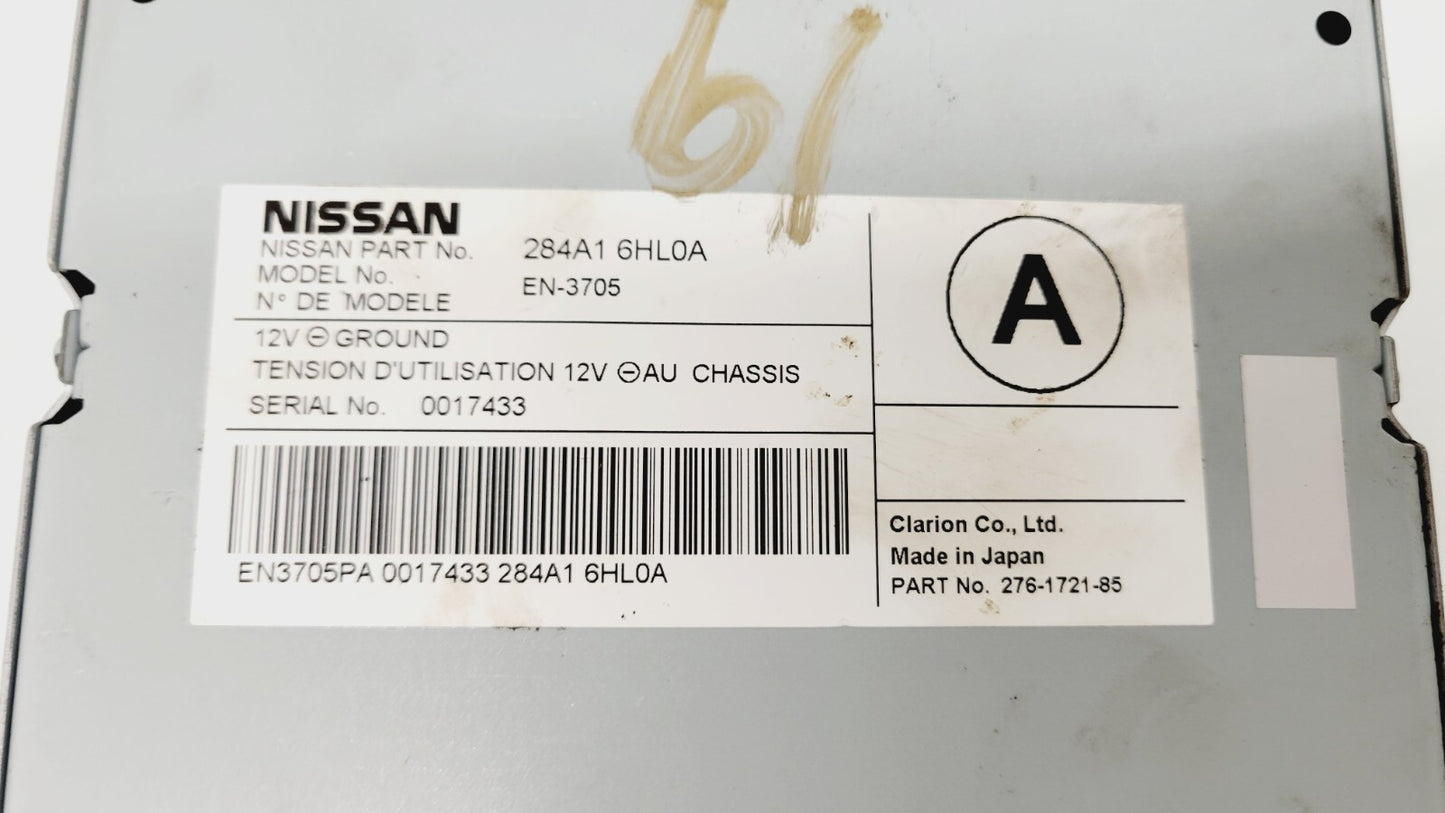 61
NISSAN
NISSAN PART No. 284A1 6HL0A
MODEL No.
N° DE MODELE EN-3705
12V ⊖ GROUND
TENSION D'UTILISATION 12V ⊖ AU CHASSIS
SERIAL No. 0017433
EN3705PA 0017433 284A1 6HL0A
A
Clarion Co., Ltd.
Made in Japan
PART No. 276-1721-85